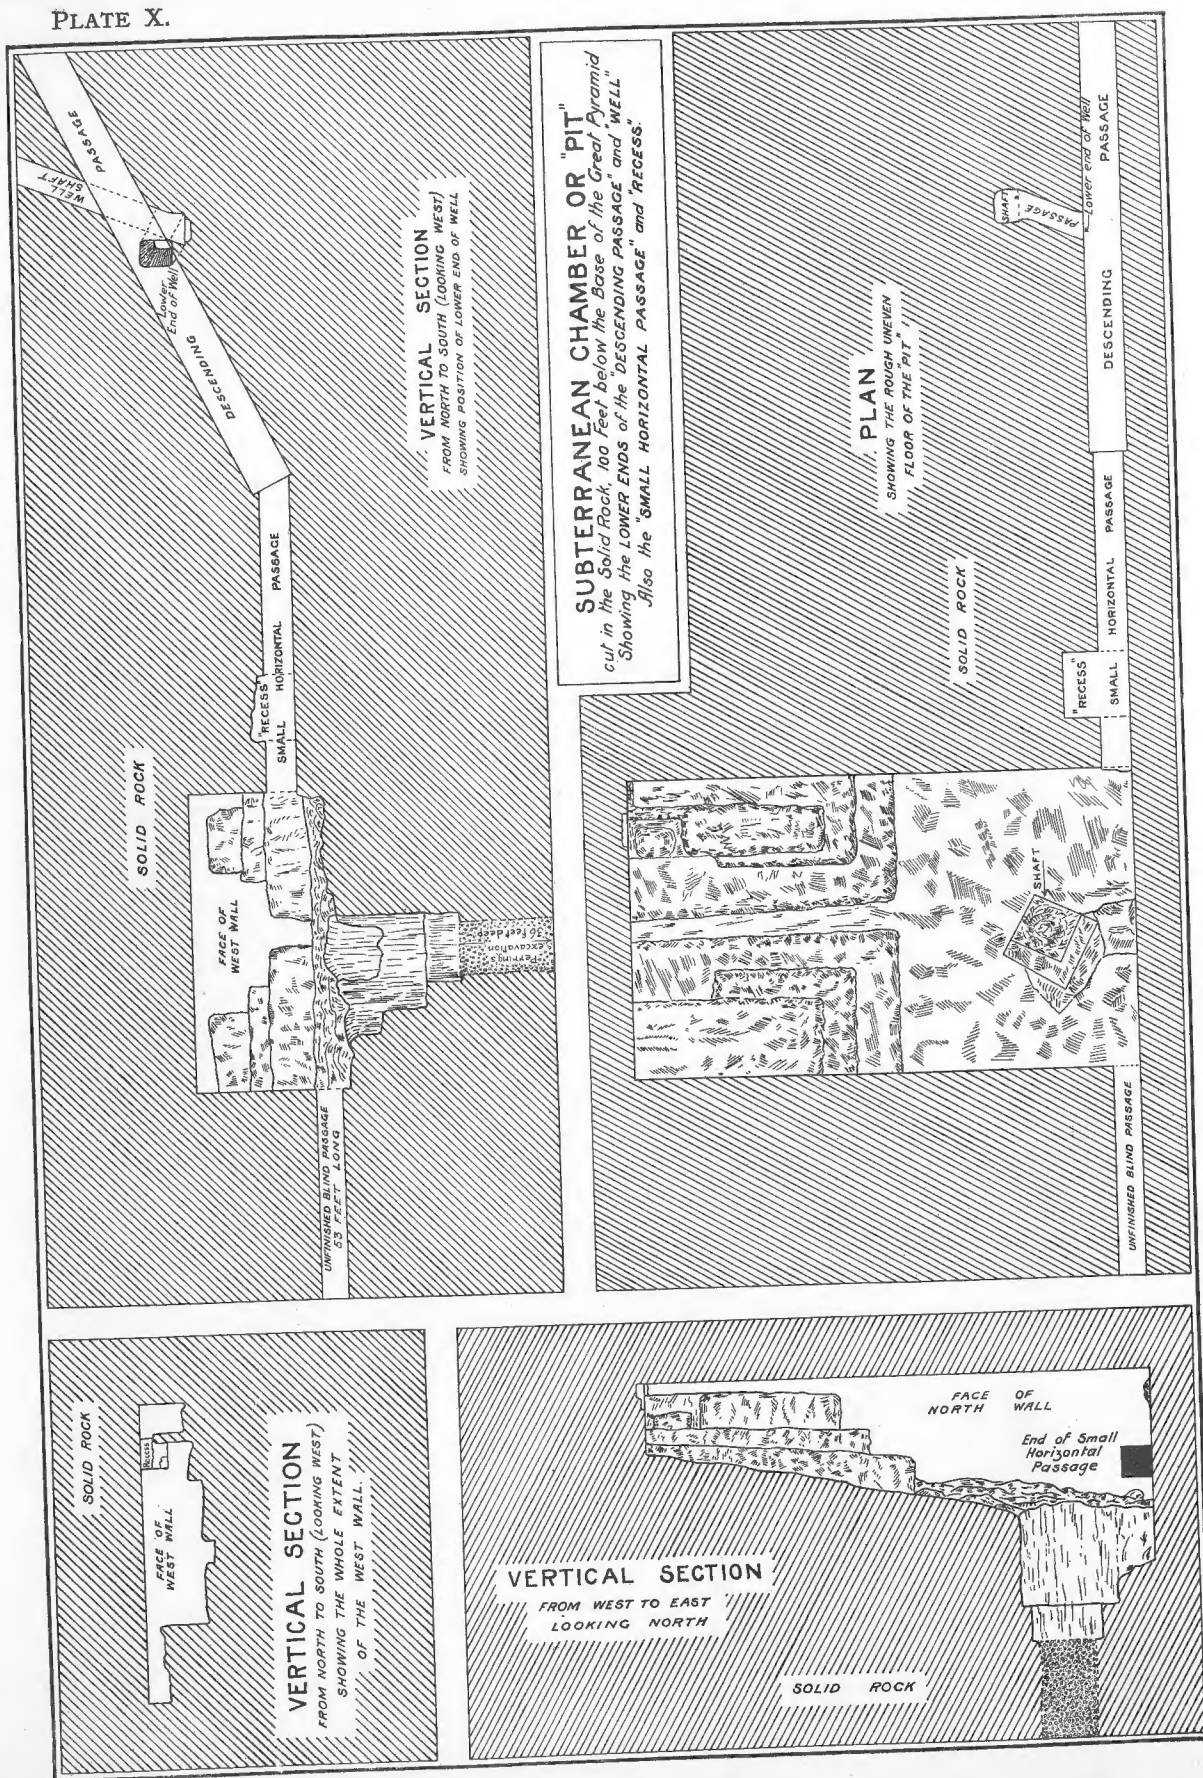 PLATE X.
SUBTERRANEAN CHAMBER OR "PIT"
cut in the Solid Rock, 100 Feet below the Base of the Great Pyramid
Showing the LOWER ENDS of the "DESCENDING PASSAGE" and "WELL"
Also the "SMALL HORIZONTAL PASSAGE" and "RECESS".
PASSAGE
WELL
SHAFT
Lower
End of Well
DESCENDING
VERTICAL SECTION
FROM NORTH TO SOUTH (LOOKING WEST)
SHOWING POSITION OF LOWER END OF WELL
SOLID ROCK
"RECESS"
SMALL HORIZONTAL PASSAGE
FACE OF
WEST WALL
Perring's
excavation
36 feet deep
UNFINISHED BLIND PASSAGE
53 FEET LONG
PLAN
SHOWING THE ROUGH UNEVEN
FLOOR OF THE "PIT"
SHAFT
PASSAGE
Lower end of Well
DESCENDING PASSAGE
SOLID ROCK
"RECESS"
SMALL HORIZONTAL PASSAGE
SHAFT
UNFINISHED BLIND PASSAGE
SOLID ROCK
Recess
FACE OF
WEST WALL
VERTICAL SECTION
FROM NORTH TO SOUTH (LOOKING WEST)
SHOWING THE WHOLE EXTENT
OF THE WEST WALL.
FACE OF
NORTH WALL
End of Small
Horizontal
Passage
VERTICAL SECTION
FROM WEST TO EAST
LOOKING NORTH
SOLID ROCK